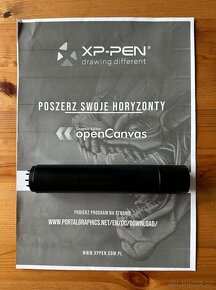 XP-PEN®
drawing different
POSZERZ SWOJE HORYZONTY
openCanvas
POBIERZ PROGRAM NA STRONIE
WWW.PORTALGRAPHICS.NET/EN/OC/DOWNLOAD/
WWW.XPPEN.COM.PL